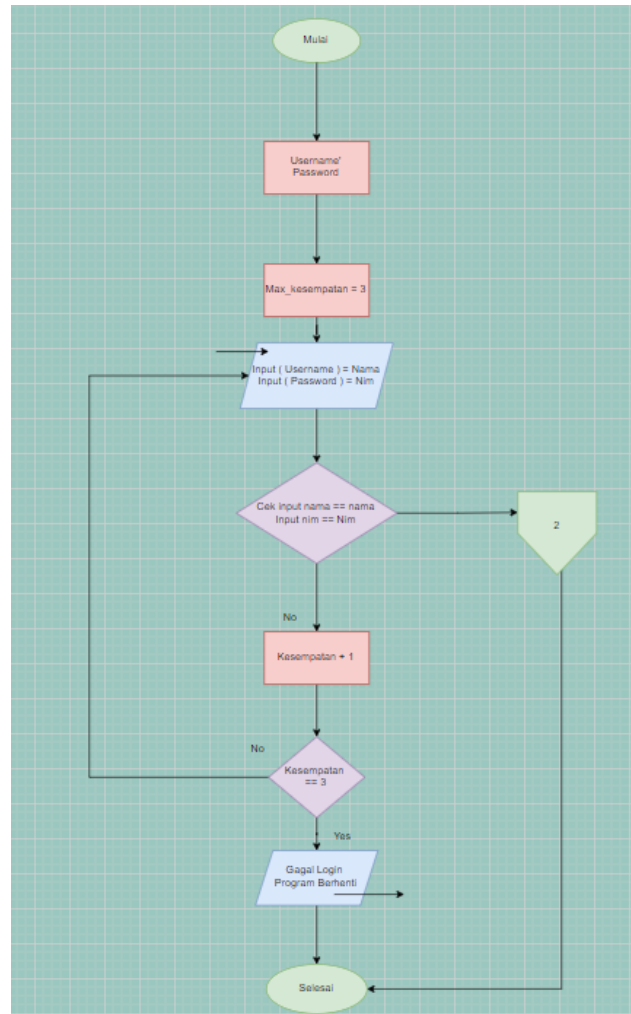 Mulai
Username'
Password
Max_kesempatan = 3
Input ( Username ) = Nama
Input ( Password ) = Nim
Cek input nama == nama
Input nim == Nim
2
No
Kesempatan + 1
No
Kesempatan
== 3
Yes
Gagal Login
Program Berhenti
Selesai